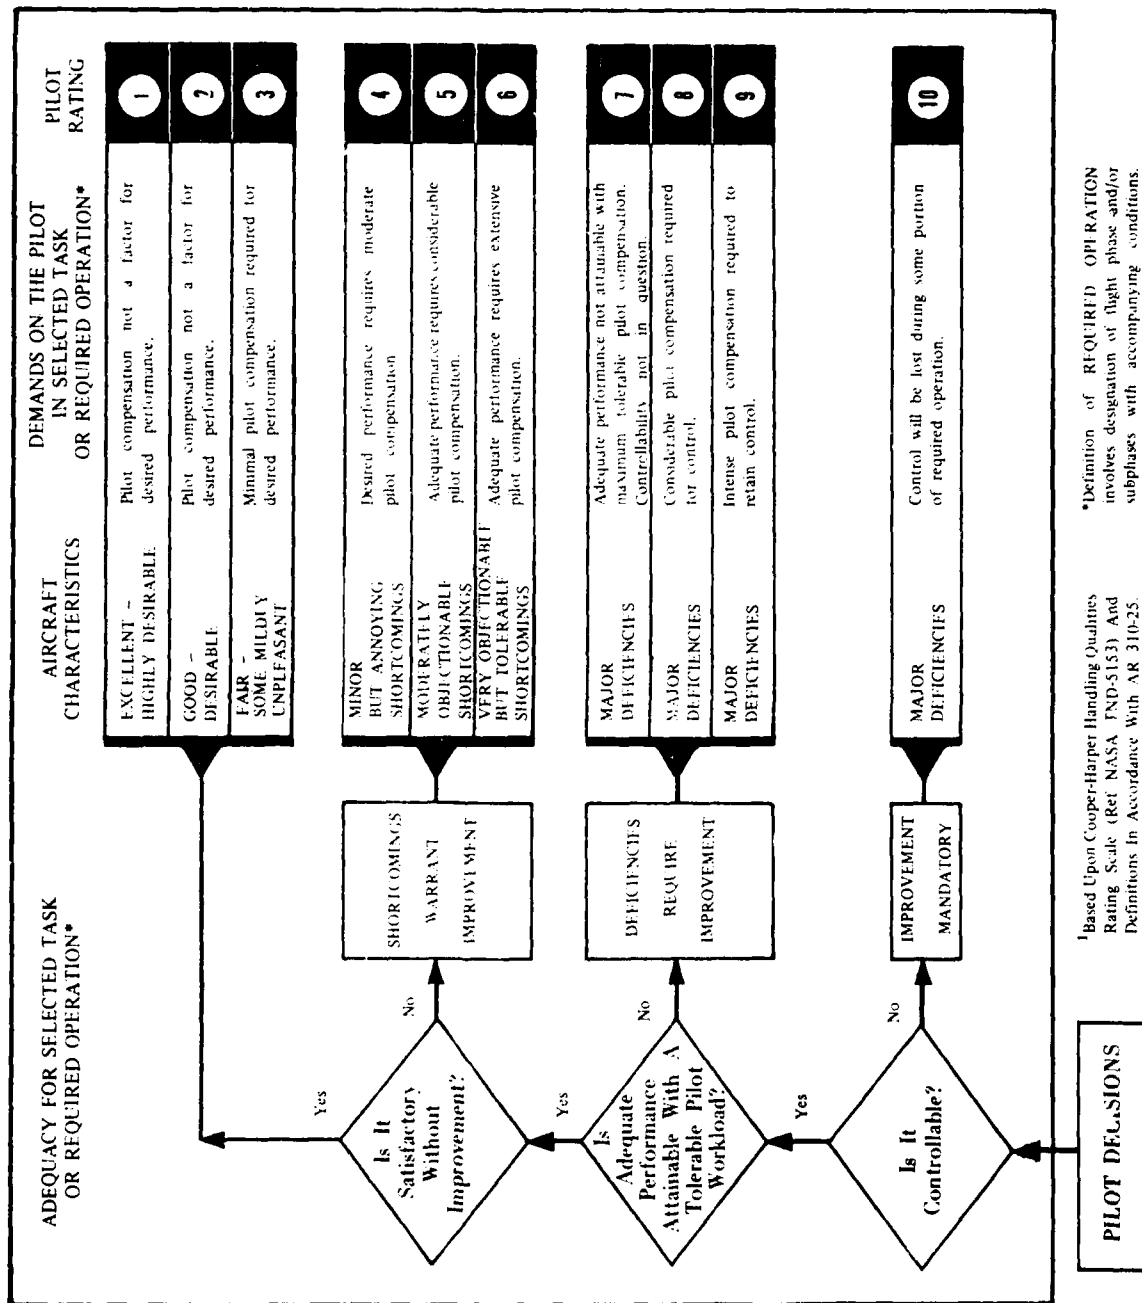 ADEQUACY FOR SELECTED TASK
OR REQUIRED OPERATION*
AIRCRAFT
CHARACTERISTICS
DEMANDS ON THE PILOT
IN SELECTED TASK
OR REQUIRED OPERATION*
PILOT
RATING
EXCELLENT –
HIGHLY DESIRABLE
Pilot compensation not a factor for
desired performance.
1
GOOD –
DESIRABLE
Pilot compensation not a factor for
desired performance.
2
FAIR –
SOME MILDLY
UNPLEASANT
Minimal pilot compensation required for
desired performance.
3
Yes
Is It
Satisfactory
Without
Improvement?
No
SHORTCOMINGS
WARRANT
IMPROVEMENT
MINOR
BUT ANNOYING
SHORTCOMINGS
Desired performance requires moderate
pilot compensation
4
MODERATELY
OBJECTIONABLE
SHORTCOMINGS
Adequate performance requires considerable
pilot compensation.
5
VERY OBJECTIONABLE
BUT TOLERABLE
SHORTCOMINGS
Adequate performance requires extensive
pilot compensation.
6
Yes
Is
Adequate
Performance
Attainable With A
Tolerable Pilot
Workload?
No
DEFICIENCIES
REQUIRE
IMPROVEMENT
MAJOR
DEFICIENCIES
Adequate performance not attainable with
maximum tolerable pilot compensation.
Controllability not in question.
7
MAJOR
DEFICIENCIES
Considerable pilot compensation required
for control.
8
MAJOR
DEFICIENCIES
Intense pilot compensation required to
retain control.
9
Yes
Is It
Controllable?
No
IMPROVEMENT
MANDATORY
MAJOR
DEFICIENCIES
Control will be lost during some portion
of required operation.
10
PILOT DECISIONS
1Based Upon Cooper-Harper Handling Qualities
Rating Scale (Ref NASA TND-5153) And
Definitions In Accordance With AR 310-25.
*Definition of REQUIRED OPERATION
involves designation of flight phase and/or
subphases with accompanying conditions.